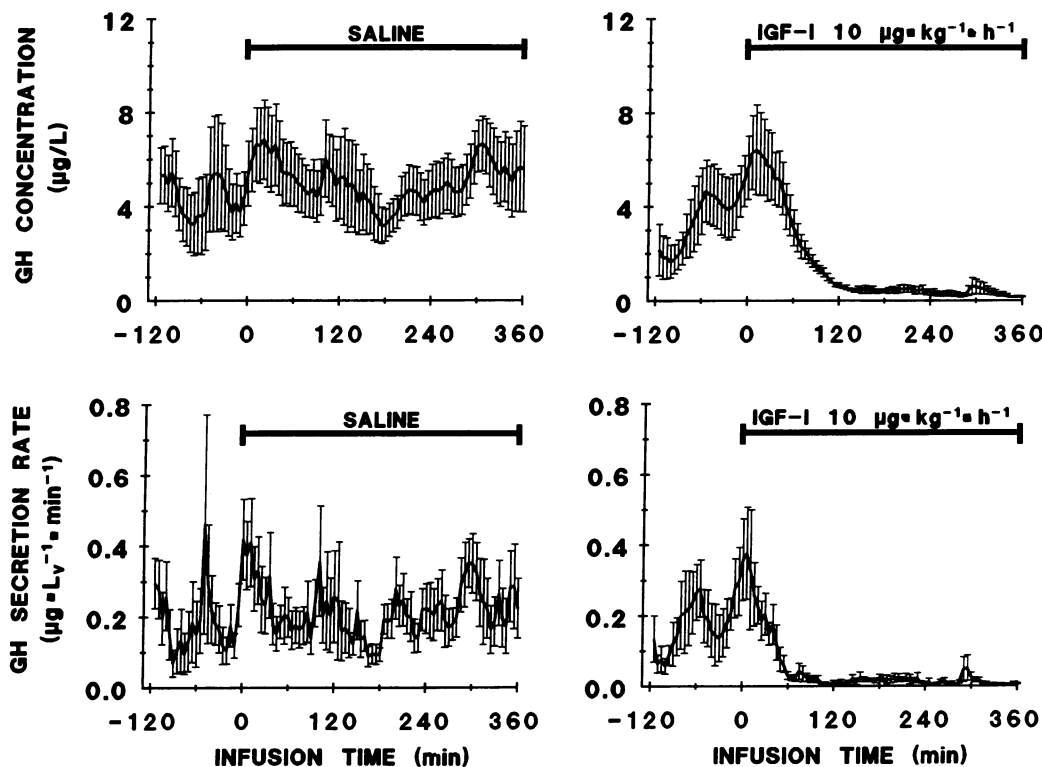 SALINE
IGF-I 10 µg▪kg⁻¹▪h⁻¹
GH CONCENTRATION
(µg/L)
12
8
4
0
-120 0 120 240 360
12
8
4
0
-120 0 120 240 360
SALINE
IGF-I 10 µg▪kg⁻¹▪h⁻¹
GH SECRETION RATE
(µg▪Lᵥ⁻¹▪min⁻¹)
0.8
0.6
0.4
0.2
0.0
-120 0 120 240 360
INFUSION TIME (min)
0.8
0.6
0.4
0.2
0.0
-120 0 120 240 360
INFUSION TIME (min)